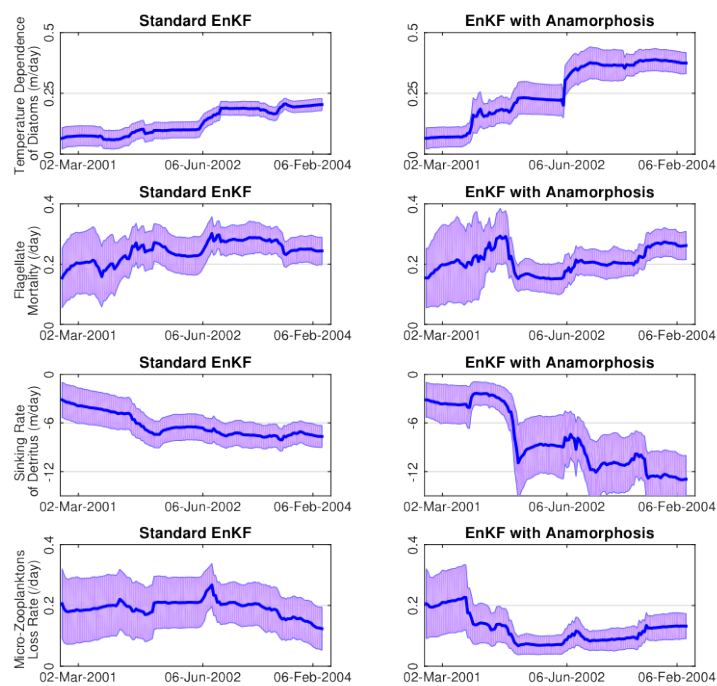 Standard EnKF
EnKF with Anamorphosis
Temperature Dependence
of Diatoms (m/day)
0.5
0.25
0.0
02-Mar-2001
06-Jun-2002
06-Feb-2004
0.5
0.25
0.0
02-Mar-2001
06-Jun-2002
06-Feb-2004
Standard EnKF
EnKF with Anamorphosis
Flagellate
Mortality (/day)
0.4
0.2
0.0
02-Mar-2001
06-Jun-2002
06-Feb-2004
0.4
0.2
0.0
02-Mar-2001
06-Jun-2002
06-Feb-2004
Standard EnKF
EnKF with Anamorphosis
Sinking Rate
of Detritus (m/day)
0
-6
-12
02-Mar-2001
06-Jun-2002
06-Feb-2004
0
-6
-12
02-Mar-2001
06-Jun-2002
06-Feb-2004
Standard EnKF
EnKF with Anamorphosis
Micro-Zooplanktons
Loss Rate (/day)
0.4
0.2
0
02-Mar-2001
06-Jun-2002
06-Feb-2004
0.4
0.2
0
02-Mar-2001
06-Jun-2002
06-Feb-2004